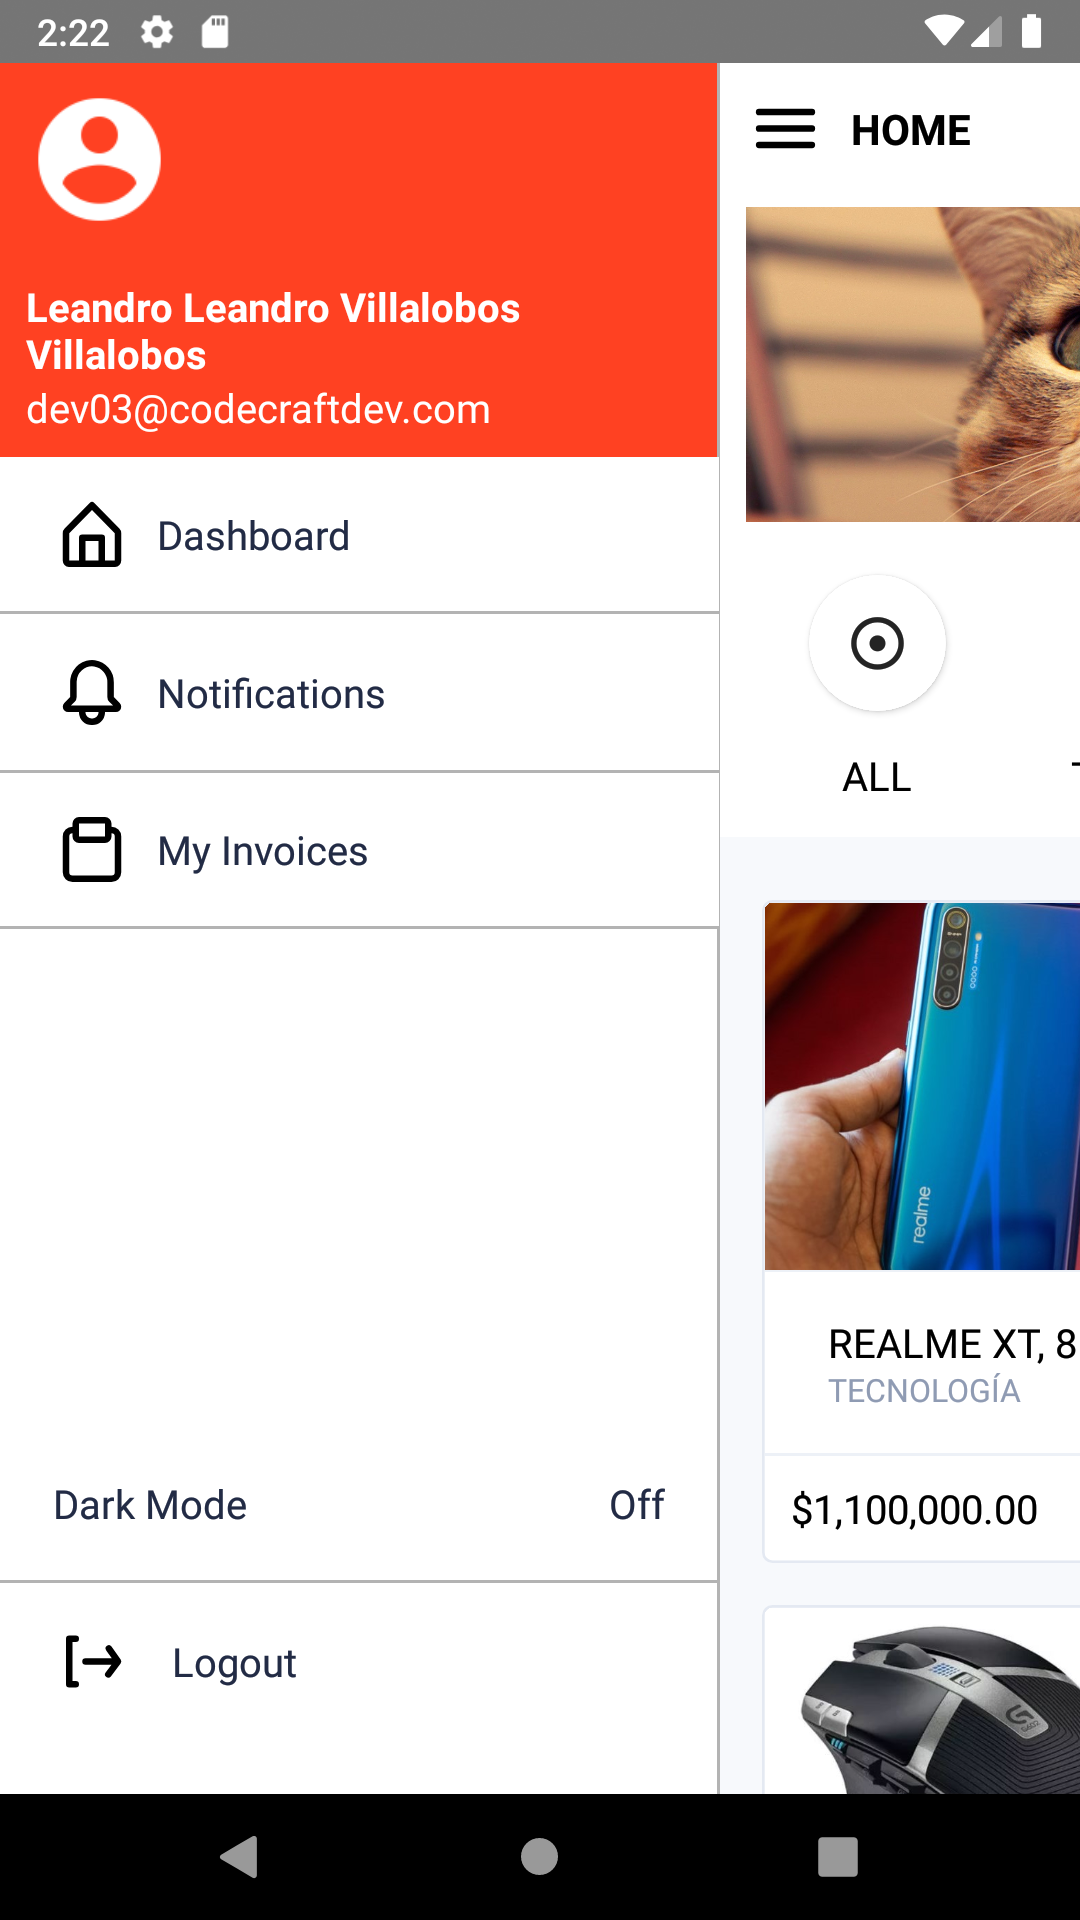 2:22
HOME
Leandro Leandro Villalobos
Villalobos
dev03@codecraftdev.com
Dashboard
Notifications
My Invoices
ALL
realme
REALME XT, 8
TECNOLOGÍA
$1,100,000.00
Dark Mode
Off
Logout